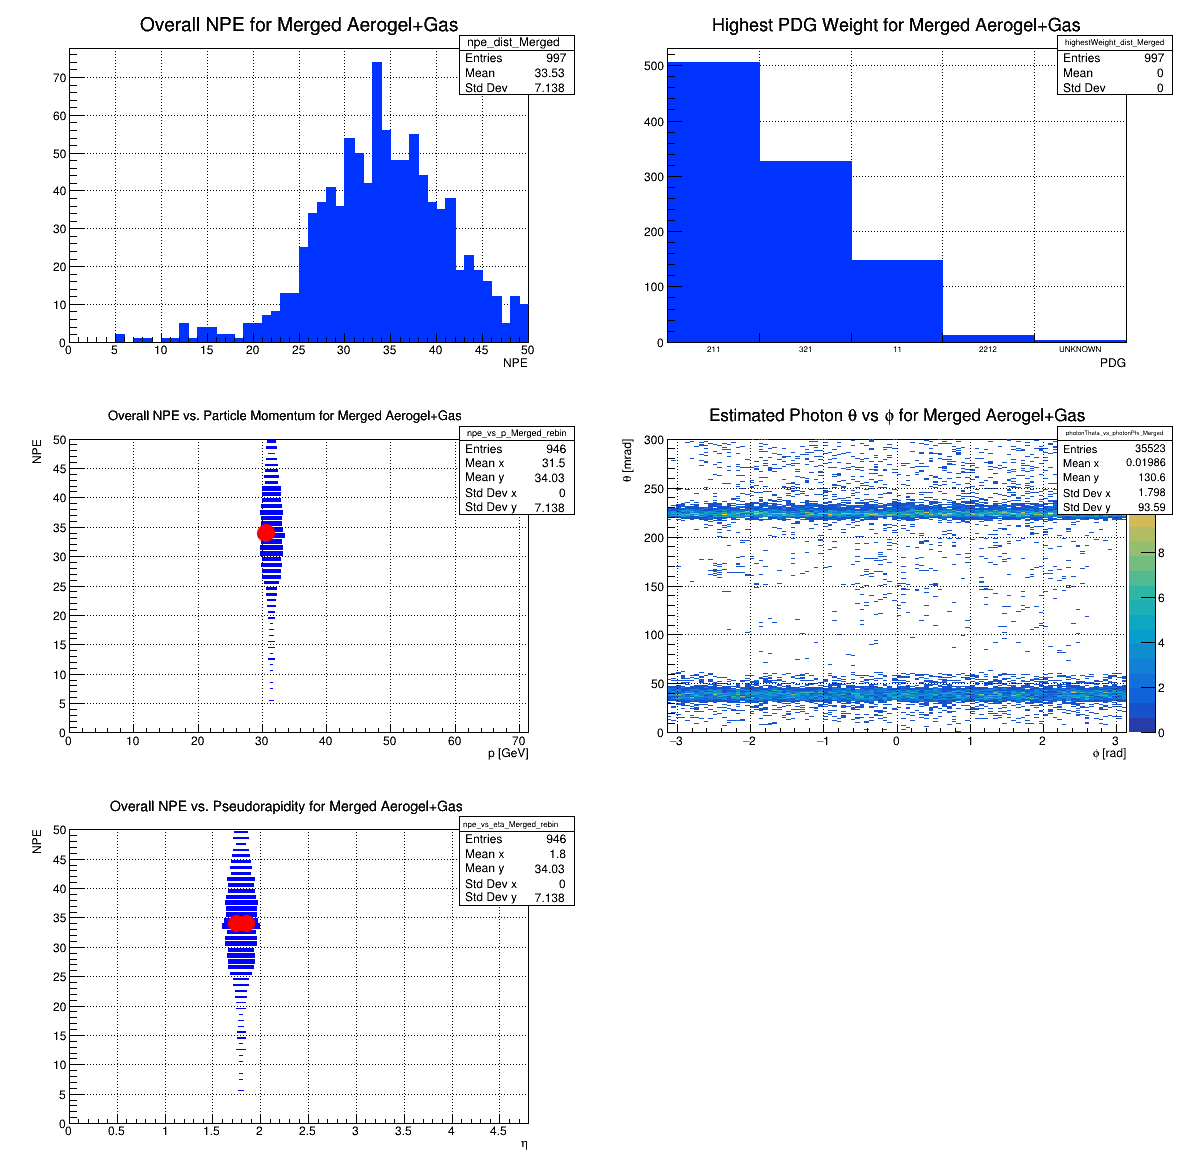 Overall NPE for Merged Aerogel+Gas
npe_dist_Merged
Entries 997
Mean 33.53
Std Dev 7.138
70
60
50
40
30
20
10
0
0 5 10 15 20 25 30 35 40 45 50
NPE
Highest PDG Weight for Merged Aerogel+Gas
highestWeight_dist_Merged
Entries 997
Mean 0
Std Dev 0
500
400
300
200
100
0
211 321 11 2212 UNKNOWN
PDG
Overall NPE vs. Particle Momentum for Merged Aerogel+Gas
npe_vs_p_Merged_rebin
Entries 946
Mean x 31.5
Mean y 34.03
Std Dev x 0
Std Dev y 7.138
NPE
50
45
40
35
30
25
20
15
10
5
0
0 10 20 30 40 50 60 70
p [GeV]
Estimated Photon θ vs ϕ for Merged Aerogel+Gas
photonTheta_vs_photonPhi_Merged
Entries 35523
Mean x 0.01986
Mean y 130.6
Std Dev x 1.798
Std Dev y 93.59
θ [mrad]
300
250
200
150
100
50
0
−3 −2 −1 0 1 2 3
ϕ [rad]
8
6
4
2
0
Overall NPE vs. Pseudorapidity for Merged Aerogel+Gas
npe_vs_eta_Merged_rebin
Entries 946
Mean x 1.8
Mean y 34.03
Std Dev x 0
Std Dev y 7.138
NPE
50
45
40
35
30
25
20
15
10
5
0
0 0.5 1 1.5 2 2.5 3 3.5 4 4.5
η